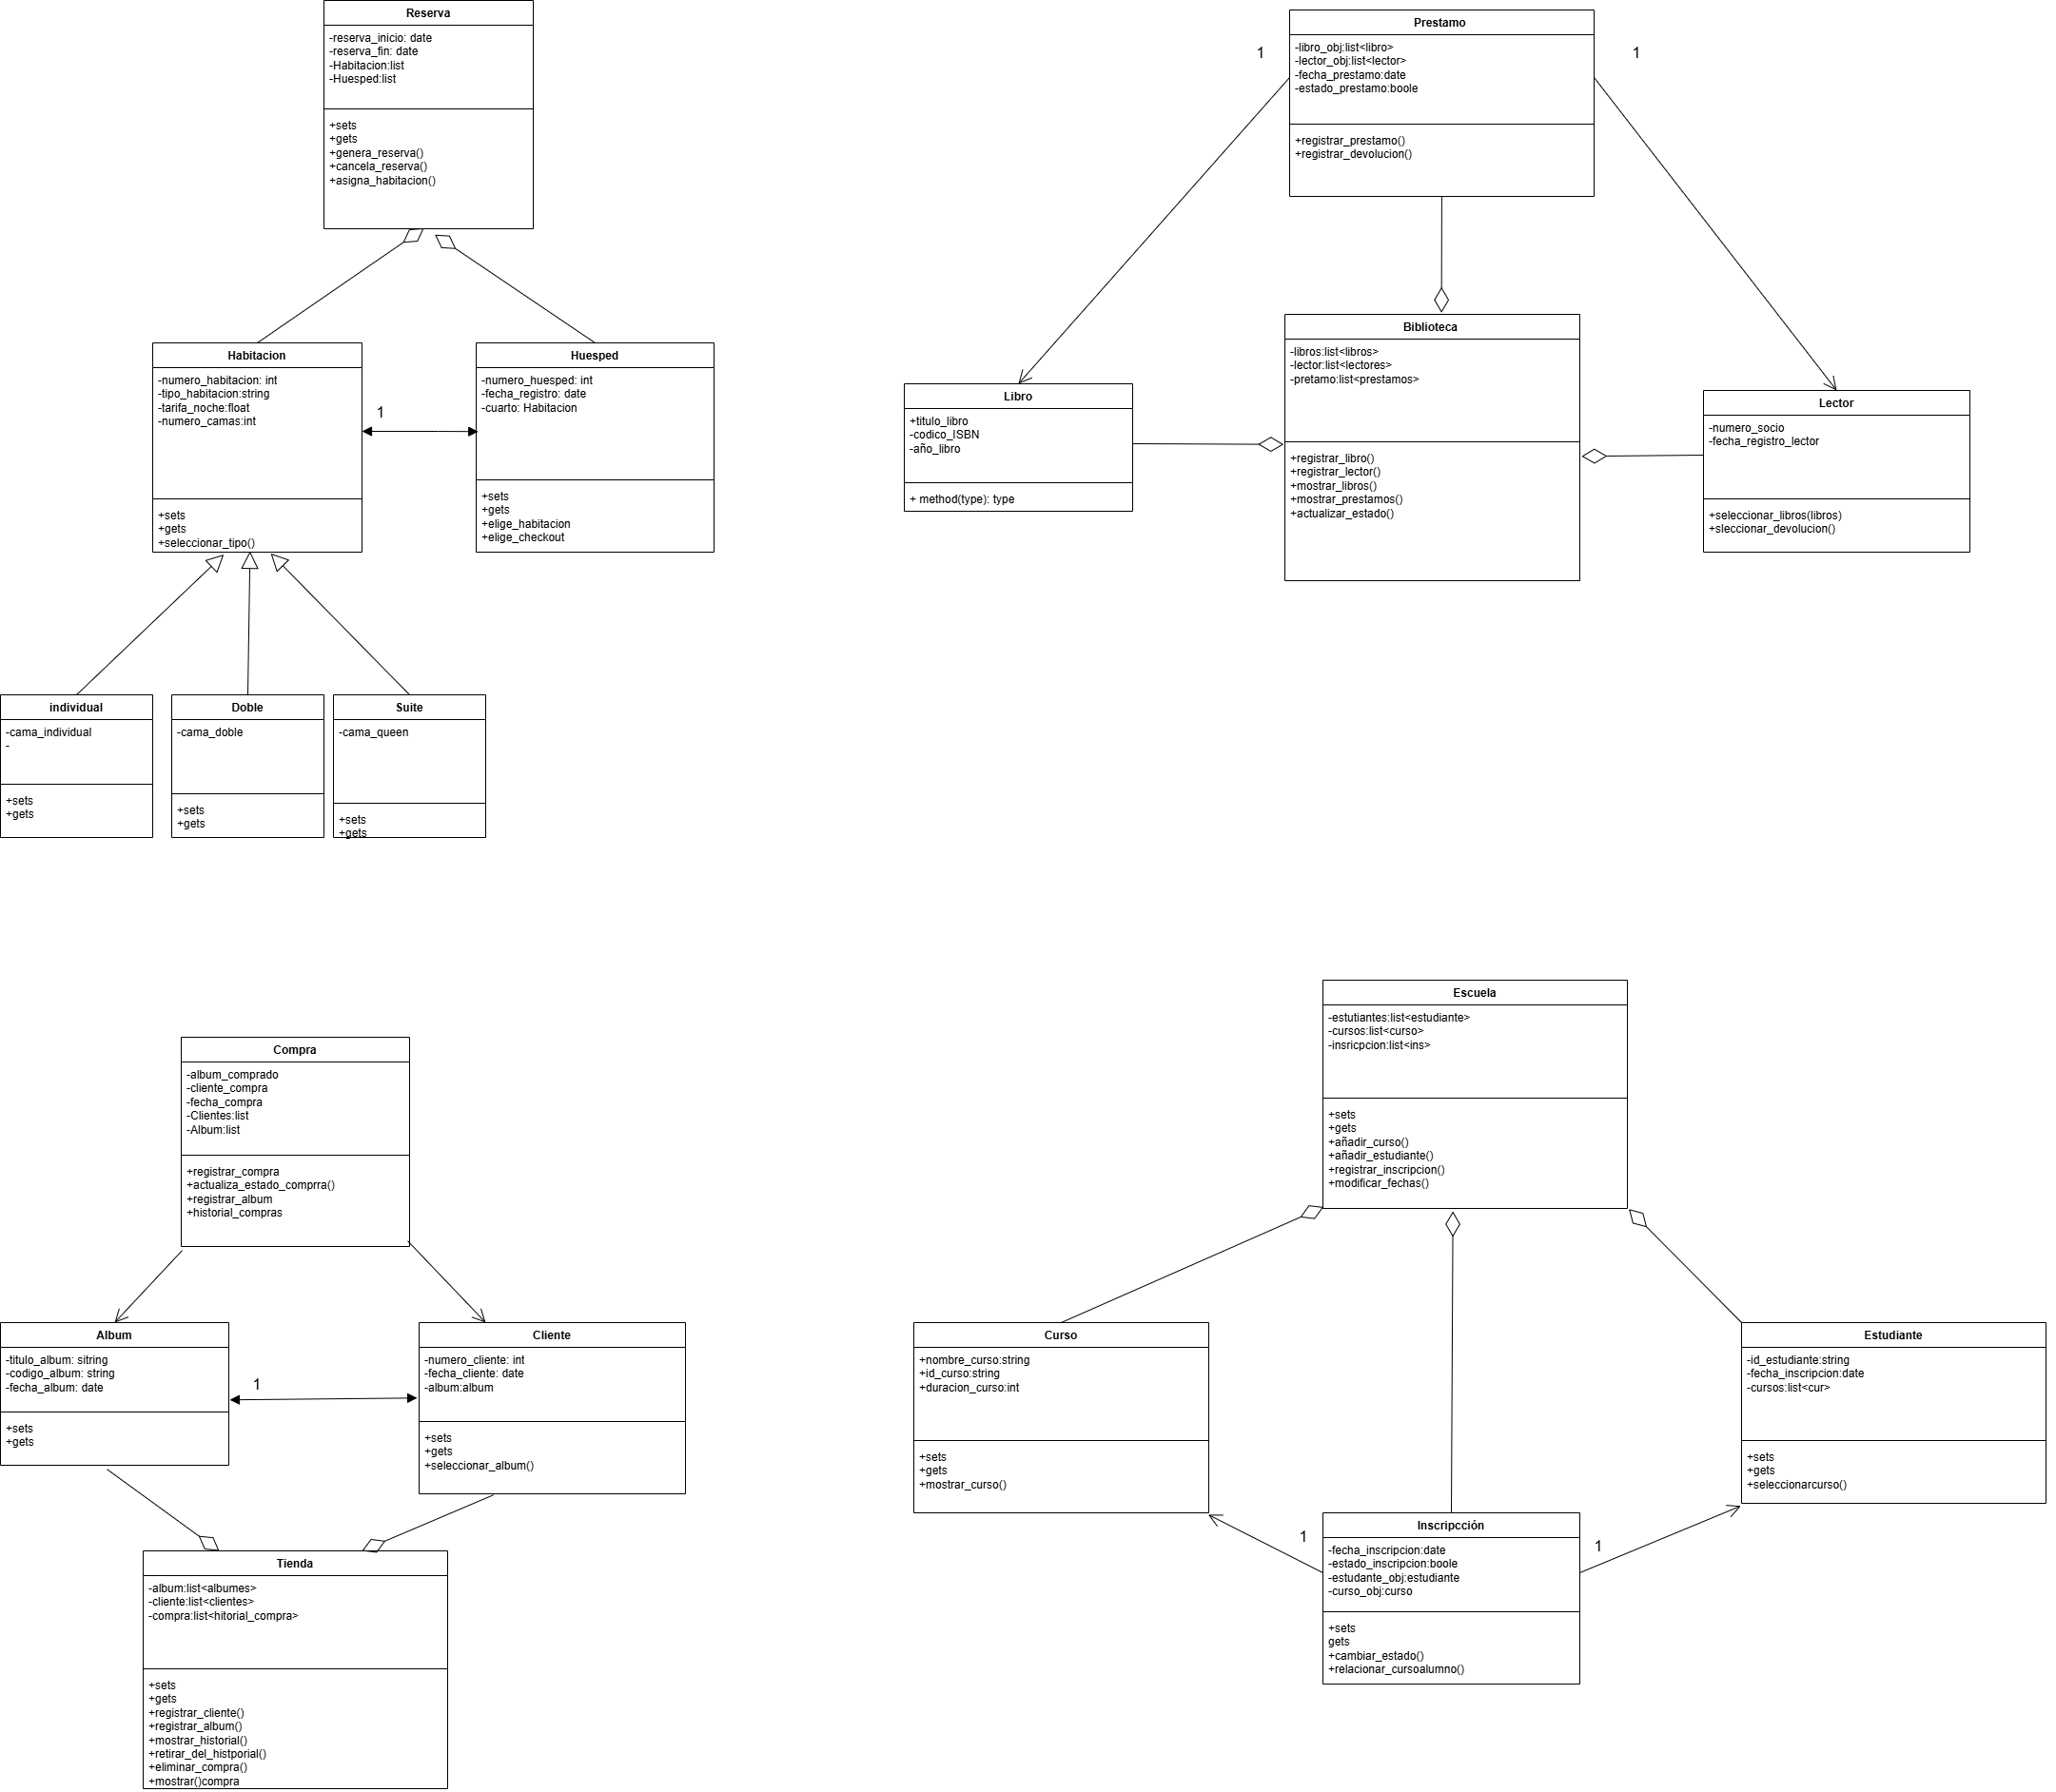 Reserva
-reserva_inicio: date
-reserva_fin: date
-Habitacion:list
-Huesped:list
+sets
+gets
+genera_reserva()
+cancela_reserva()
+asigna_habitacion()
Habitacion
-numero_habitacion: int
-tipo_habitacion:string
-tarifa_noche:float
-numero_camas:int
+sets
+gets
+seleccionar_tipo()
1
Huesped
-numero_huesped: int
-fecha_registro: date
-cuarto: Habitacion
+sets
+gets
+elige_habitacion
+elige_checkout
individual
-cama_individual
-
+sets
+gets
Doble
-cama_doble
+sets
+gets
Suite
-cama_queen
+sets
+gets
Prestamo
-libro_obj:list<libro>
-lector_obj:list<lector>
-fecha_prestamo:date
-estado_prestamo:boole
+registrar_prestamo()
+registrar_devolucion()
1
1
Biblioteca
-libros:list<libros>
-lector:list<lectores>
-pretamo:list<prestamos>
+registrar_libro()
+registrar_lector()
+mostrar_libros()
+mostrar_prestamos()
+actualizar_estado()
Libro
+titulo_libro
-codico_ISBN
-año_libro
+ method(type): type
Lector
-numero_socio
-fecha_registro_lector
+seleccionar_libros(libros)
+sleccionar_devolucion()
Compra
-album_comprado
-cliente_compra
-fecha_compra
-Clientes:list
-Album:list
+registrar_compra
+actualiza_estado_comprra()
+registrar_album
+historial_compras
Album
-titulo_album: sitring
-codigo_album: string
-fecha_album: date
+sets
+gets
1
Cliente
-numero_cliente: int
-fecha_cliente: date
-album:album
+sets
+gets
+seleccionar_album()
Tienda
-album:list<albumes>
-cliente:list<clientes>
-compra:list<hitorial_compra>
+sets
+gets
+registrar_cliente()
+registrar_album()
+mostrar_historial()
+retirar_del_histporial()
+eliminar_compra()
+mostrar()compra
Escuela
-estutiantes:list<estudiante>
-cursos:list<curso>
-insricpcion:list<ins>
+sets
+gets
+añadir_curso()
+añadir_estudiante()
+registrar_inscripcion()
+modificar_fechas()
Curso
+nombre_curso:string
+id_curso:string
+duracion_curso:int
+sets
+gets
+mostrar_curso()
Estudiante
-id_estudiante:string
-fecha_inscripcion:date
-cursos:list<cur>
+sets
+gets
+seleccionarcurso()
1
1
Inscripcción
-fecha_inscripcion:date
-estado_inscripcion:boole
-estudante_obj:estudiante
-curso_obj:curso
+sets
gets
+cambiar_estado()
+relacionar_cursoalumno()